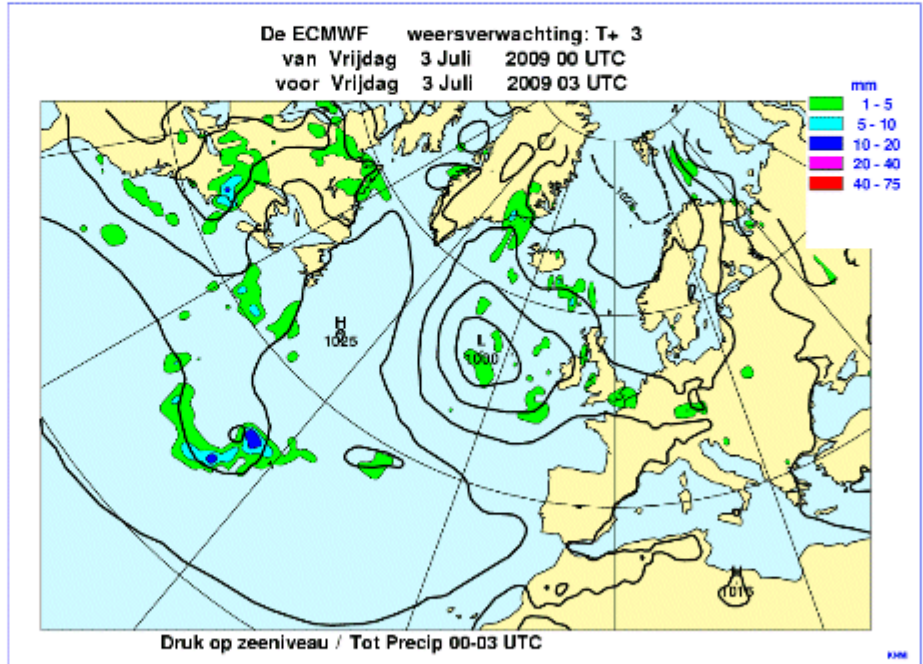 De ECMWF weersverwachting: T+ 3
van Vrijdag 3 Juli 2009 00 UTC
voor Vrijdag 3 Juli 2009 03 UTC
mm
1 - 5
5 - 10
10 - 20
20 - 40
40 - 75
H
1025
L
1000
H
1015
Druk op zeeniveau / Tot Precip 00-03 UTC